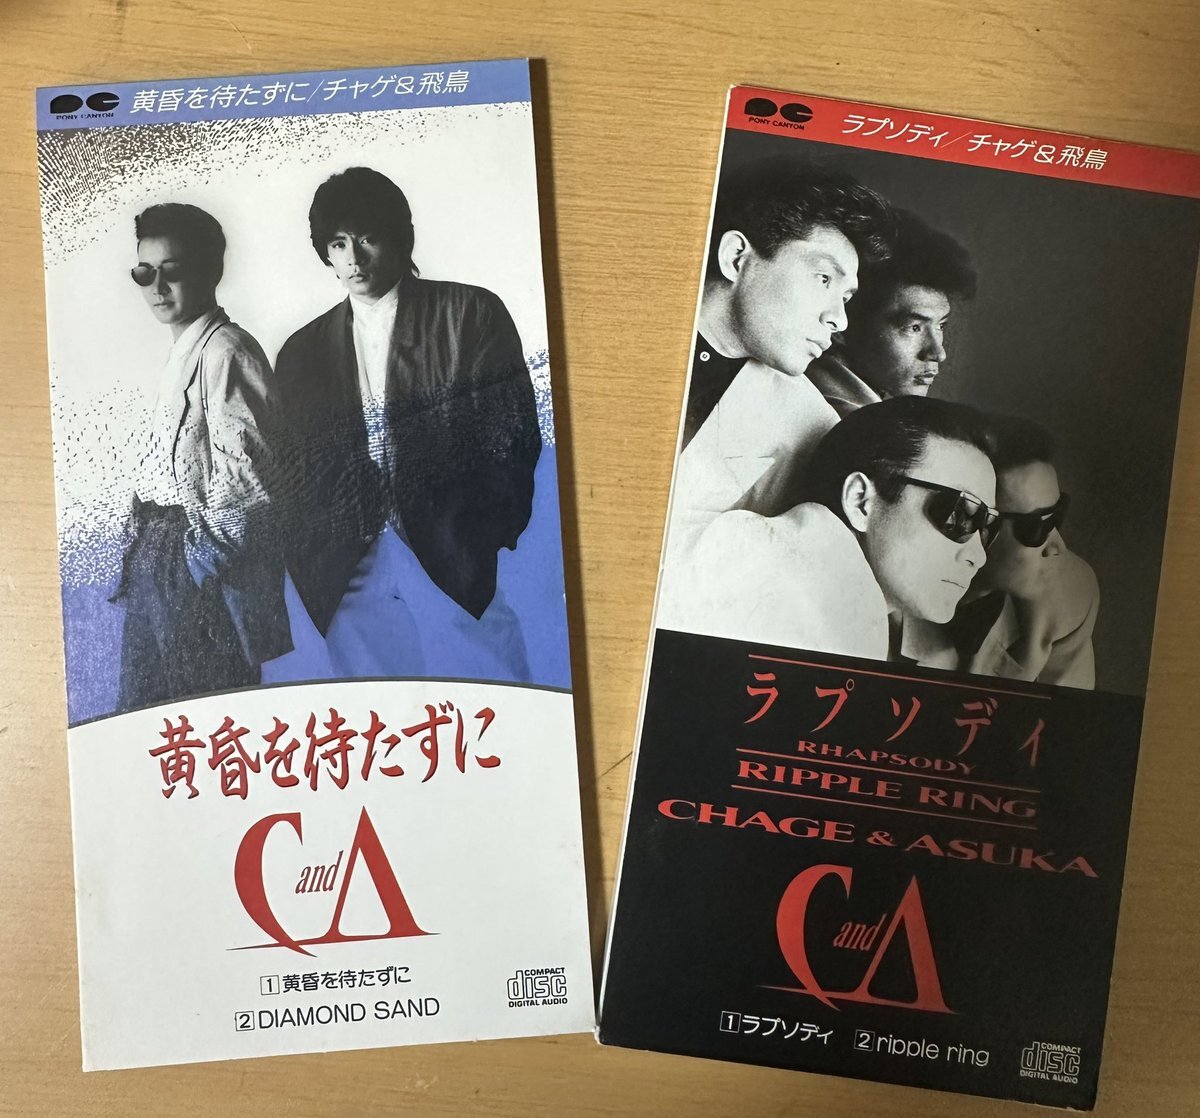 PONY CANYON
黄昏を待たずに/チャゲ&飛鳥
黄昏を待たずに
C and A
1 黄昏を待たずに
2 DIAMOND SAND
COMPACT
disc
DIGITAL AUDIO
PONY CANYON
ラプソディ/チャゲ&飛鳥
ラプソディ
RHAPSODY
RIPPLE RING
CHAGE & ASUKA
C and A
1 ラプソディ 2 ripple ring
COMPACT
disc
DIGITAL AUDIO